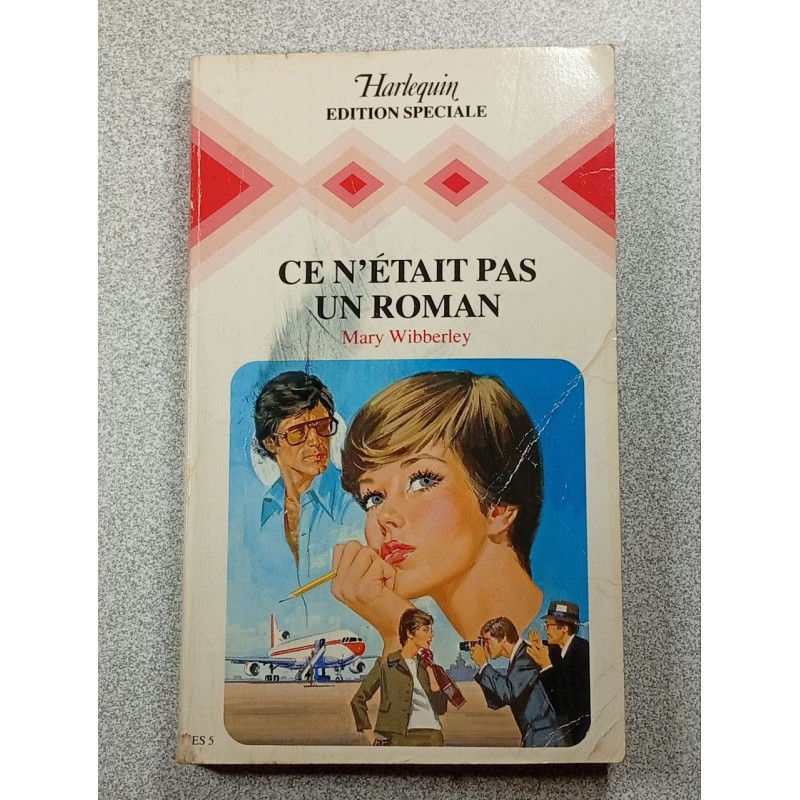 Harlequin
EDITION SPECIALE
CE N'ÉTAIT PAS
UN ROMAN
Mary Wibberley
ES 5